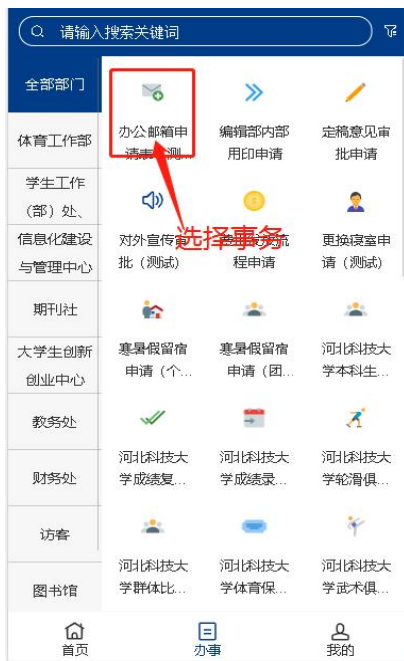 请输入搜索关键词
全部部门
体育工作部
学生工作
（部）处、
信息化建设
与管理中心
期刊社
大学生创新
创业中心
教务处
财务处
访客
图书馆
办公邮箱申
请表（测...
编辑部内部
用印申请
定稿意见审
批申请
选择事务
对外宣传审
批（测试）
程申请
更换寝室申
请（测试）
寒暑假留宿
申请（个...
寒暑假留宿
申请（团...
河北科技大
学本科生...
河北科技大
学成绩复...
河北科技大
学成绩录...
河北科技大
学轮滑俱...
河北科技大
学群体比...
河北科技大
学体育保...
河北科技大
学武术俱...
首页
办事
我的